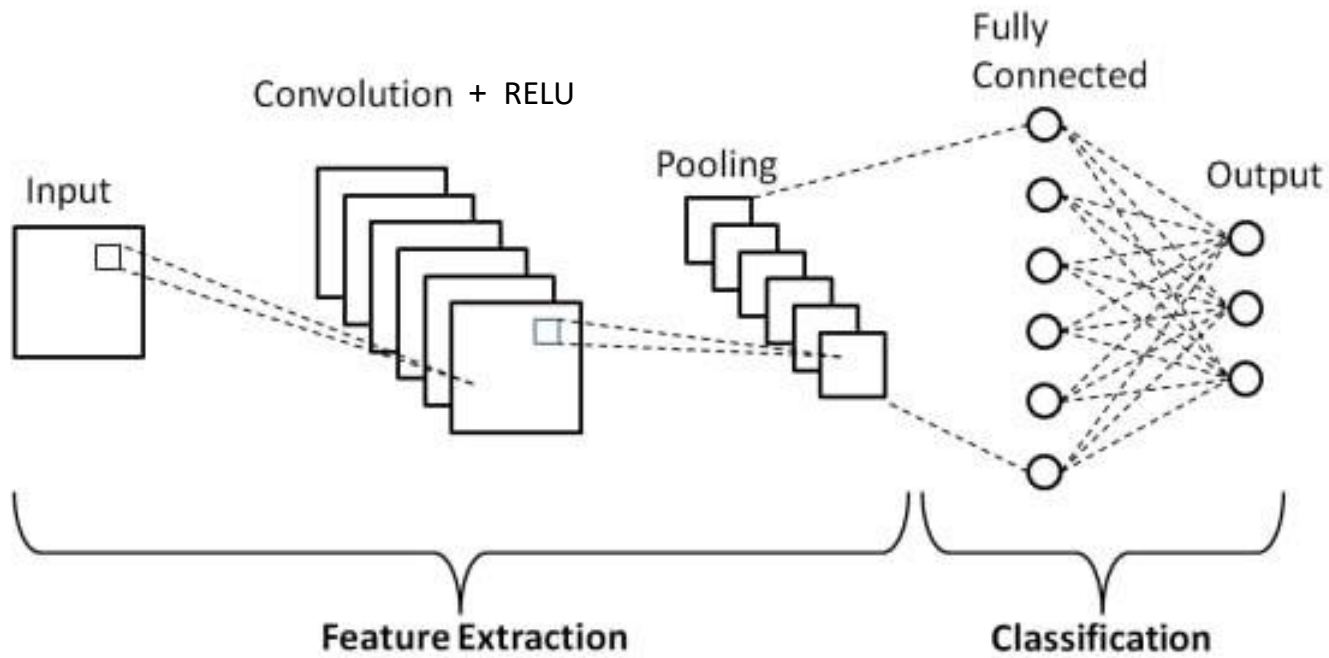 Input
Convolution + RELU
Pooling
Fully
Connected
Output
Feature Extraction
Classification